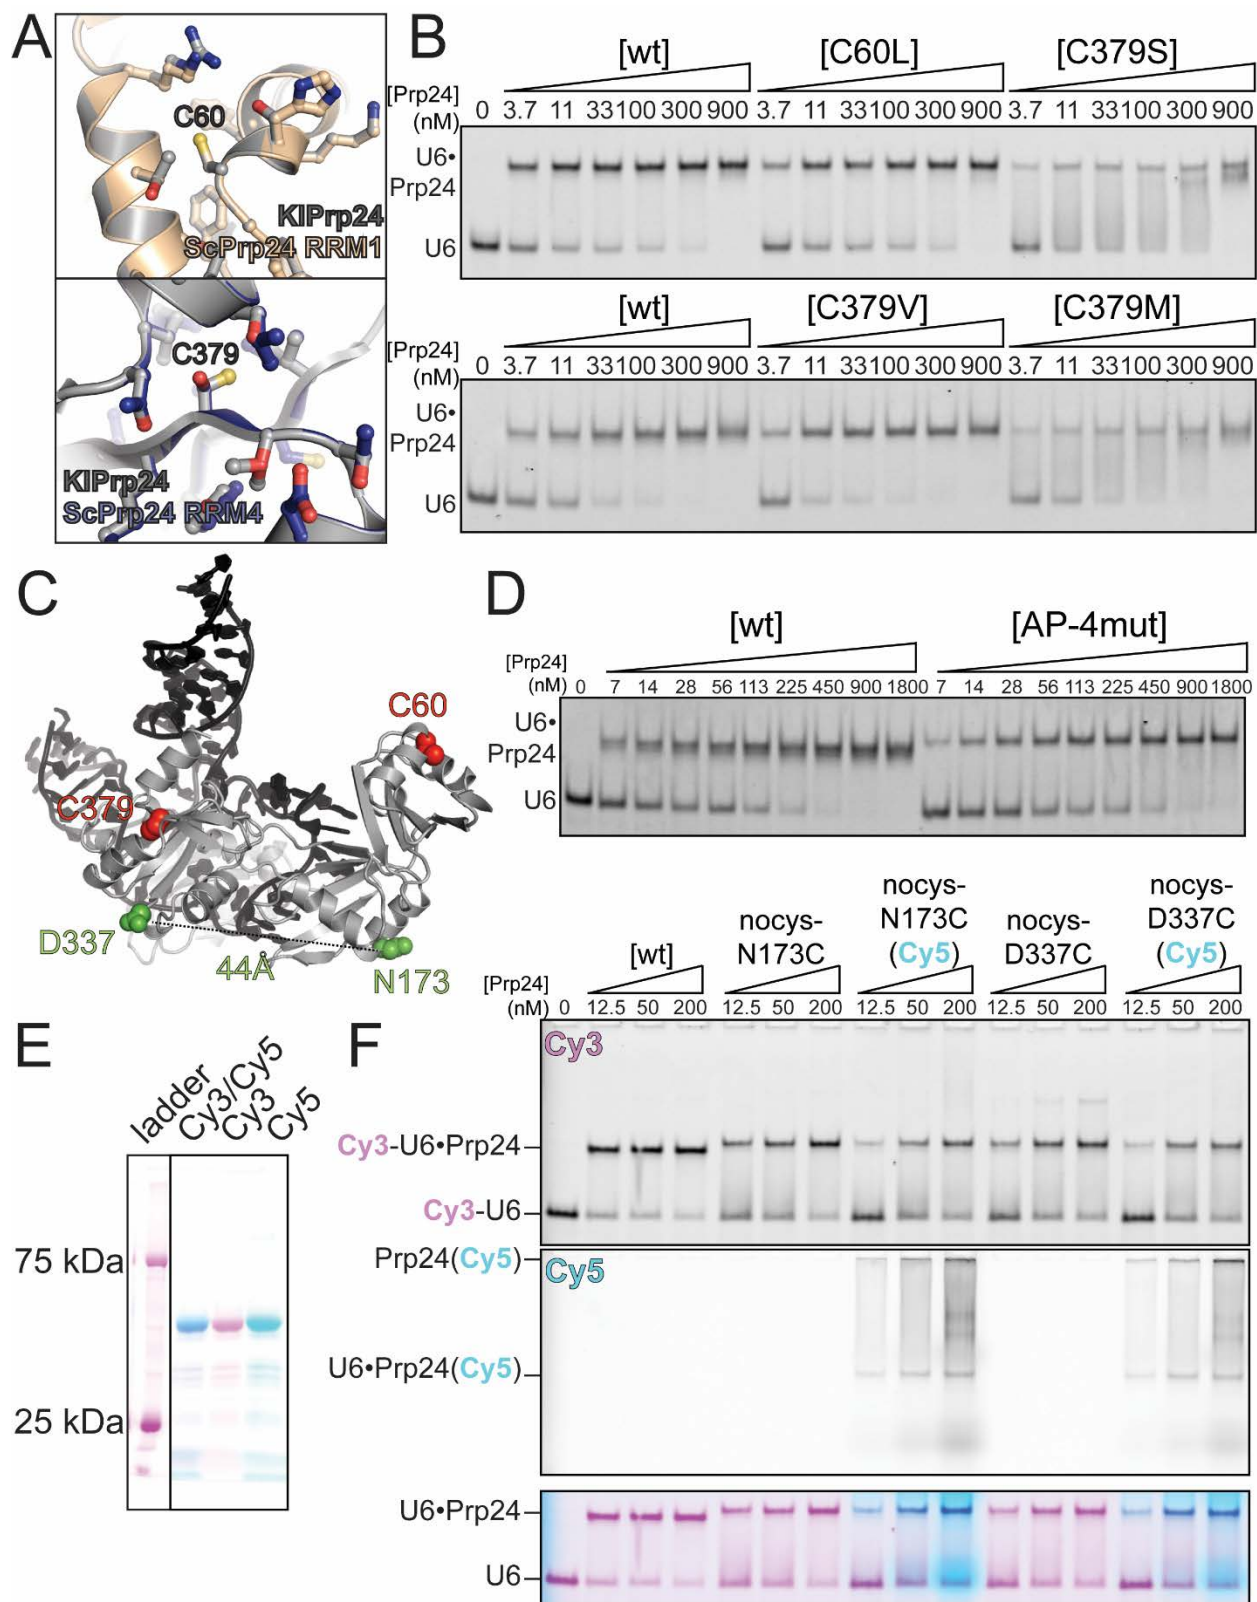 A
C60
KlPrp24
ScPrp24 RRM1
C379
KlPrp24
ScPrp24 RRM4
B
[wt] [C60L] [C379S]
[Prp24]
(nM)
0 3.7 11 33 100 300 900 3.7 11 33 100 300 900 3.7 11 33 100 300 900
U6•
Prp24
U6
[wt] [C379V] [C379M]
[Prp24]
(nM)
0 3.7 11 33 100 300 900 3.7 11 33 100 300 900 3.7 11 33 100 300 900
U6•
Prp24
U6
C
C60
C379
D337
44Å
N173
D
[wt] [AP-4mut]
[Prp24]
(nM)
0 7 14 28 56 113 225 450 900 1800 7 14 28 56 113 225 450 900 1800
U6•
Prp24
U6
E
ladder
Cy3/Cy5
Cy3
Cy5
75 kDa
25 kDa
F
[wt]
nocys-
N173C
nocys-
N173C
(Cy5)
nocys-
D337C
nocys-
D337C
(Cy5)
[Prp24]
(nM)
0 12.5 50 200 12.5 50 200 12.5 50 200 12.5 50 200 12.5 50 200
Cy3
Cy3-U6•Prp24
Cy3-U6
Cy5
Prp24(Cy5)
U6•Prp24(Cy5)
U6•Prp24
U6